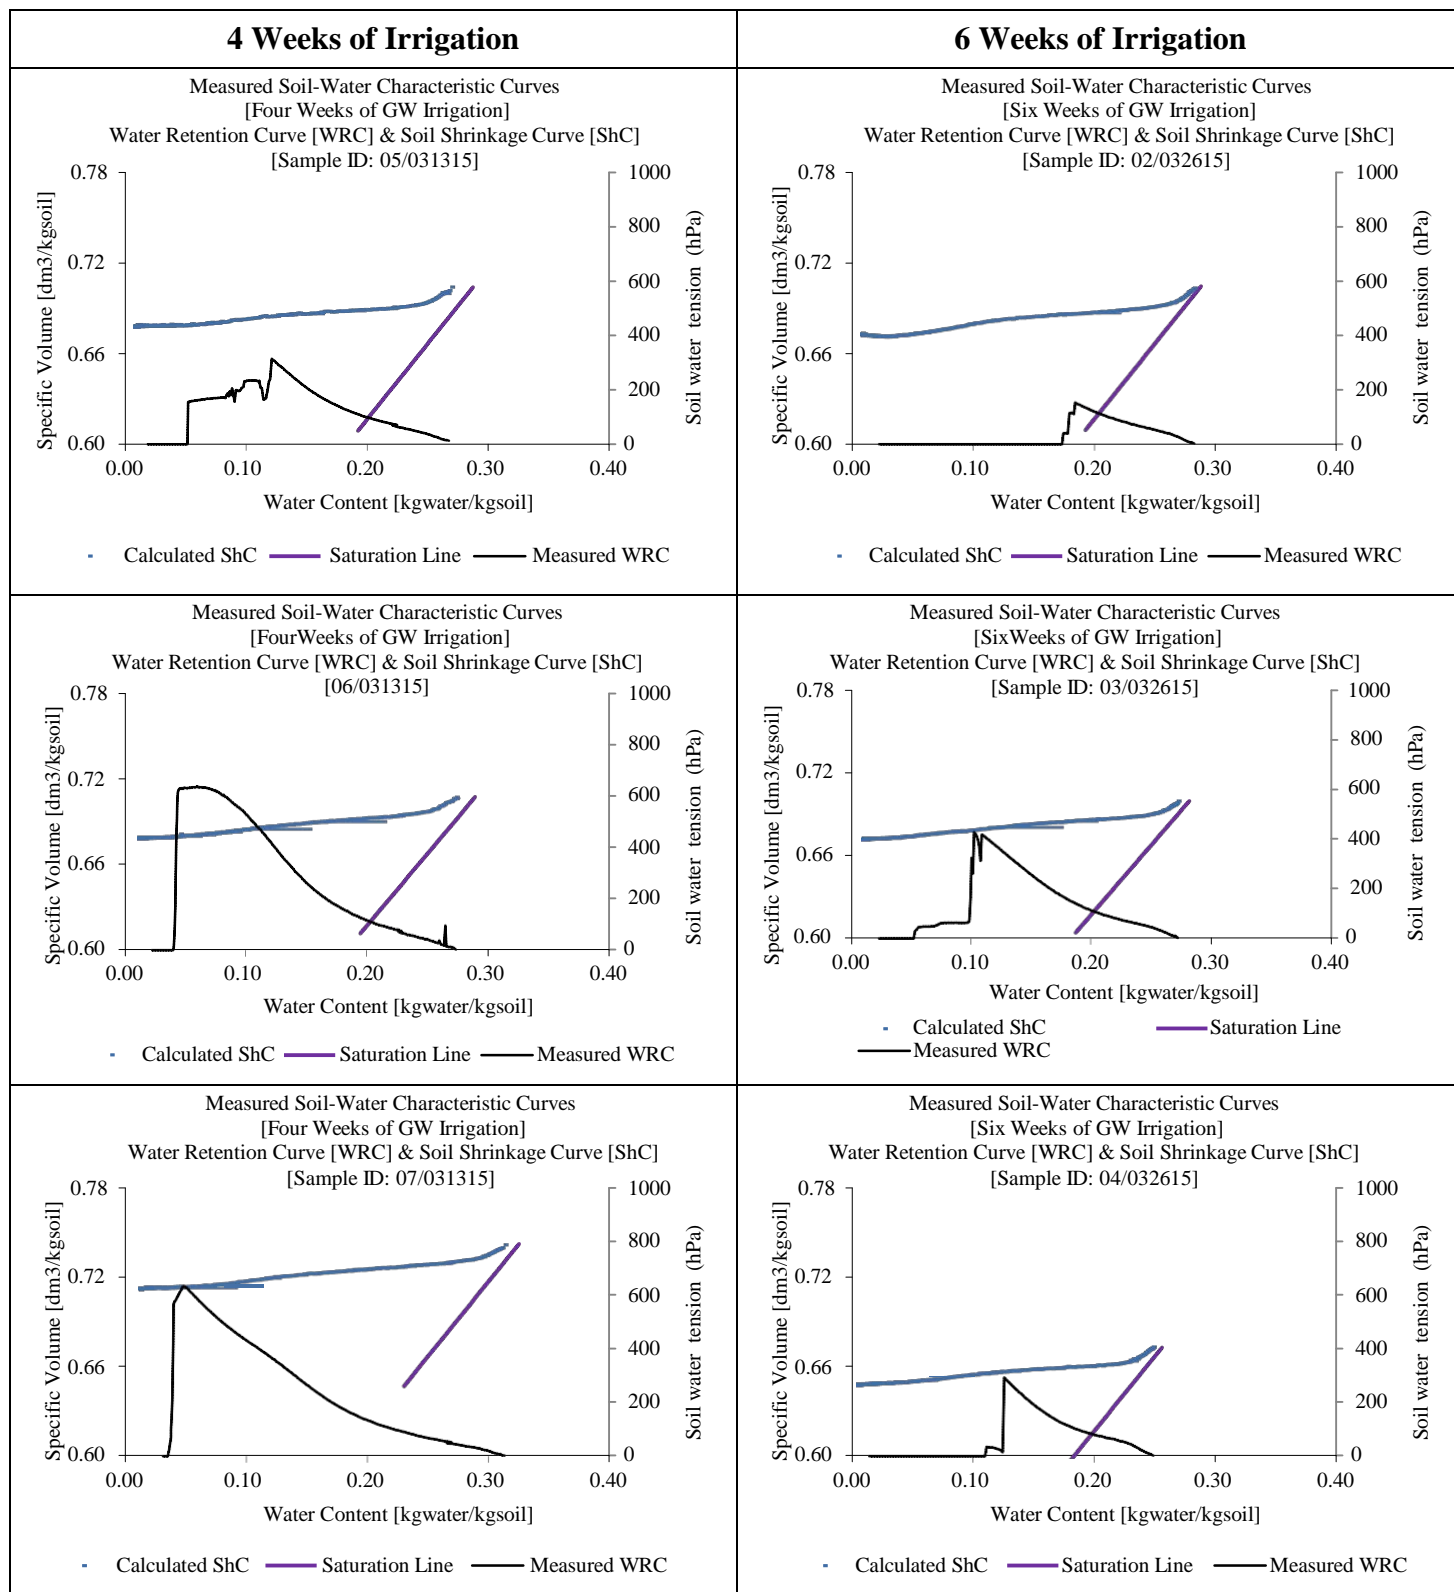 4 Weeks of Irrigation
6 Weeks of Irrigation
Measured Soil-Water Characteristic Curves
[Four Weeks of GW Irrigation]
Water Retention Curve [WRC] & Soil Shrinkage Curve [ShC]
[Sample ID: 05/031315]
Specific Volume [dm3/kgsoil]
0.78
0.72
0.66
0.60
1000
800
600
400
200
0
Soil water tension (hPa)
0.00 0.10 0.20 0.30 0.40
Water Content [kgwater/kgsoil]
Calculated ShC Saturation Line Measured WRC
Measured Soil-Water Characteristic Curves
[Six Weeks of GW Irrigation]
Water Retention Curve [WRC] & Soil Shrinkage Curve [ShC]
[Sample ID: 02/032615]
Specific Volume [dm3/kgsoil]
0.78
0.72
0.66
0.60
1000
800
600
400
200
0
Soil water tension (hPa)
0.00 0.10 0.20 0.30 0.40
Water Content [kgwater/kgsoil]
Calculated ShC Saturation Line Measured WRC
Measured Soil-Water Characteristic Curves
[FourWeeks of GW Irrigation]
Water Retention Curve [WRC] & Soil Shrinkage Curve [ShC]
[06/031315]
Specific Volume [dm3/kgsoil]
0.78
0.72
0.66
0.60
1000
800
600
400
200
0
Soil water tension (hPa)
0.00 0.10 0.20 0.30 0.40
Water Content [kgwater/kgsoil]
Calculated ShC Saturation Line Measured WRC
Measured Soil-Water Characteristic Curves
[SixWeeks of GW Irrigation]
Water Retention Curve [WRC] & Soil Shrinkage Curve [ShC]
[Sample ID: 03/032615]
Specific Volume [dm3/kgsoil]
0.78
0.72
0.66
0.60
1000
800
600
400
200
0
Soil water tension (hPa)
0.00 0.10 0.20 0.30 0.40
Water Content [kgwater/kgsoil]
Calculated ShC Saturation Line
Measured WRC
Measured Soil-Water Characteristic Curves
[Four Weeks of GW Irrigation]
Water Retention Curve [WRC] & Soil Shrinkage Curve [ShC]
[Sample ID: 07/031315]
Specific Volume [dm3/kgsoil]
0.78
0.72
0.66
0.60
1000
800
600
400
200
0
Soil water tension (hPa)
0.00 0.10 0.20 0.30 0.40
Water Content [kgwater/kgsoil]
Calculated ShC Saturation Line Measured WRC
Measured Soil-Water Characteristic Curves
[Six Weeks of GW Irrigation]
Water Retention Curve [WRC] & Soil Shrinkage Curve [ShC]
[Sample ID: 04/032615]
Specific Volume [dm3/kgsoil]
0.78
0.72
0.66
0.60
1000
800
600
400
200
0
Soil water tension (hPa)
0.00 0.10 0.20 0.30 0.40
Water Content [kgwater/kgsoil]
Calculated ShC Saturation Line Measured WRC